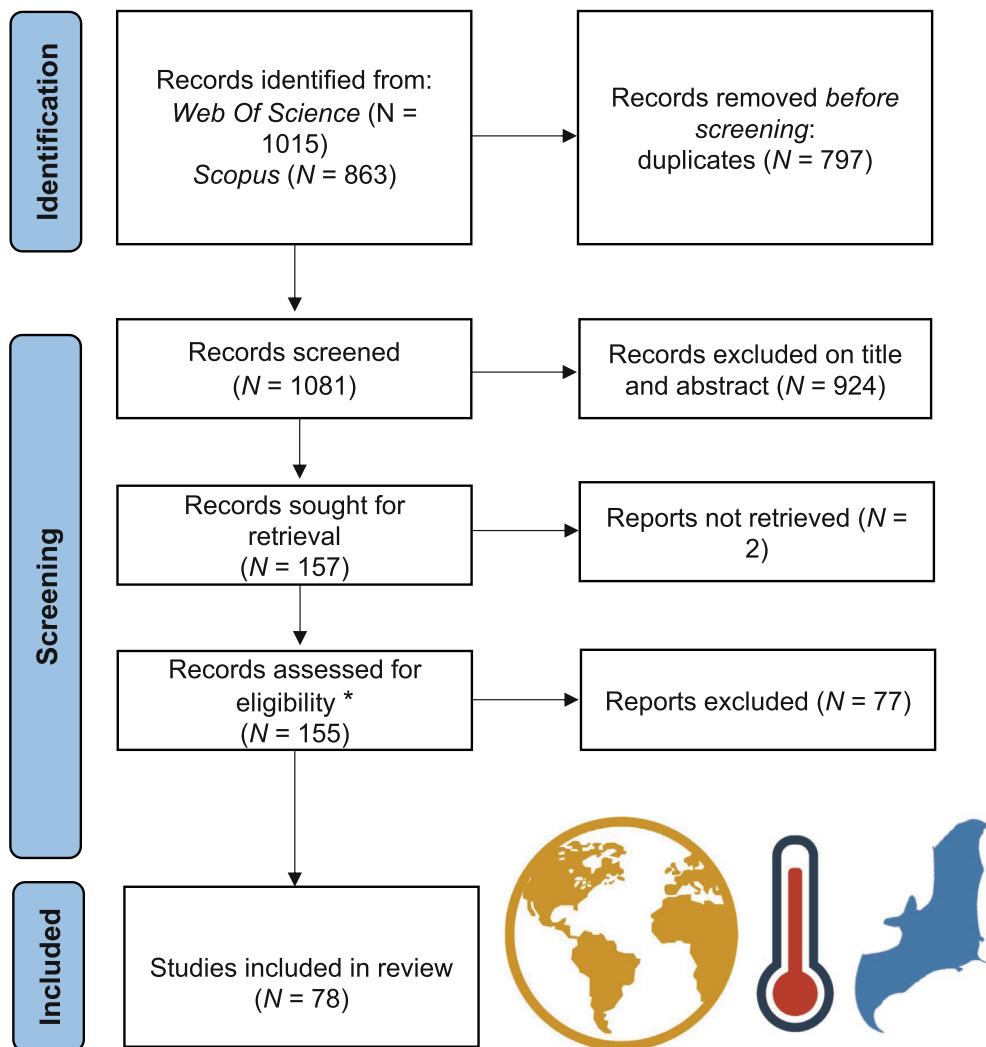 Identification
Records identified from:
Web Of Science (N =
1015)
Scopus (N = 863)
Records removed before
screening:
duplicates (N = 797)
Screening
Records screened
(N = 1081)
Records excluded on title
and abstract (N = 924)
Records sought for
retrieval
(N = 157)
Reports not retrieved (N =
2)
Records assessed for
eligibility *
(N = 155)
Reports excluded (N = 77)
Included
Studies included in review
(N = 78)